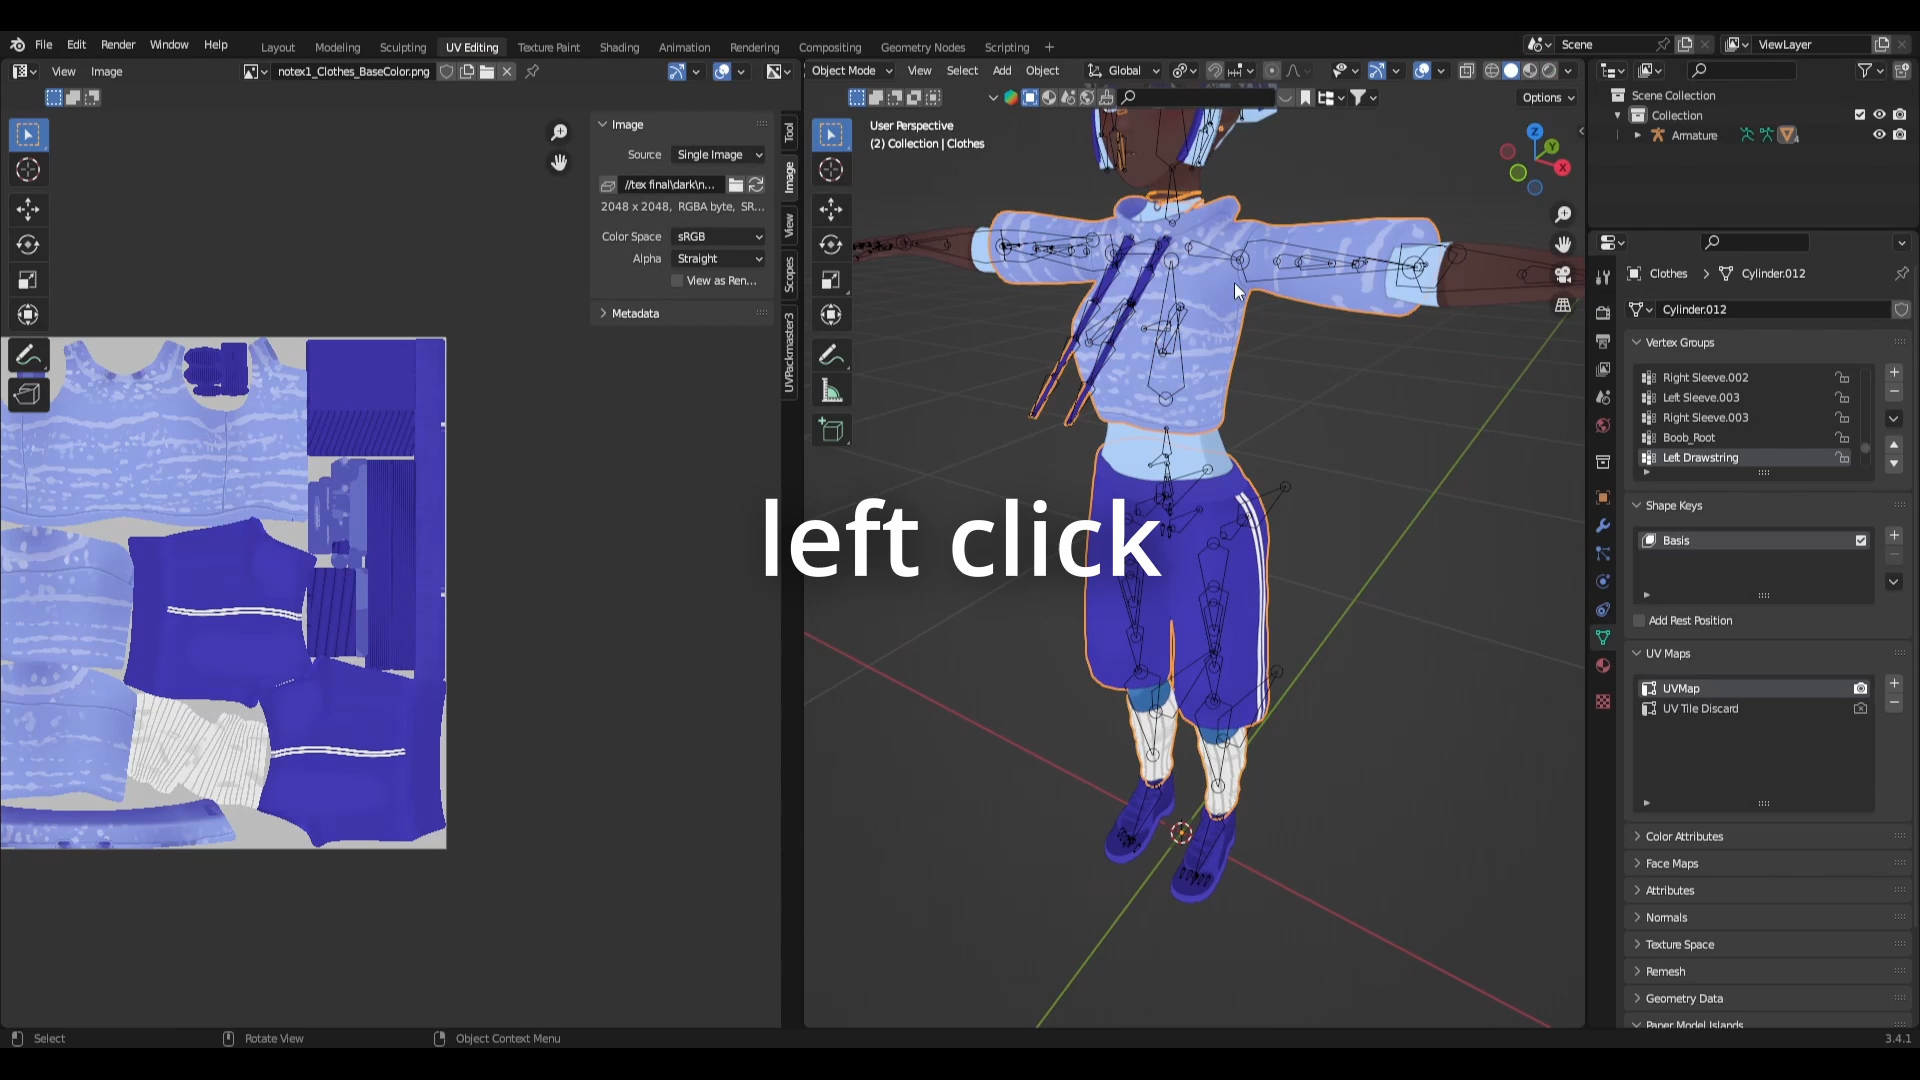 File Edit Render Window Help Layout Modeling Sculpting UV Editing Texture Paint Shading Animation Rendering Compositing Geometry Nodes Scripting + Scene ViewLayer
View Image notex1_Clothes_BaseColor.png Object Mode View Select Add Object Global
Options
Image
Source Single Image
//tex final\dark\n...
2048 x 2048, RGBA byte, SR...
Color Space sRGB
Alpha Straight
View as Ren...
Metadata
Tool
Image
View
Scopes
UVPackmaster3
User Perspective
(2) Collection | Clothes
Z
Y
X
left click
Scene Collection
Collection
Armature
4
Clothes > Cylinder.012
Cylinder.012
Vertex Groups
Right Sleeve.002
Left Sleeve.003
Right Sleeve.003
Boob_Root
Left Drawstring
Shape Keys
Basis
Add Rest Position
UV Maps
UVMap
UV Tile Discard
Color Attributes
Face Maps
Attributes
Normals
Texture Space
Remesh
Geometry Data
Paper Model Islands
Select Rotate View Object Context Menu 3.4.1